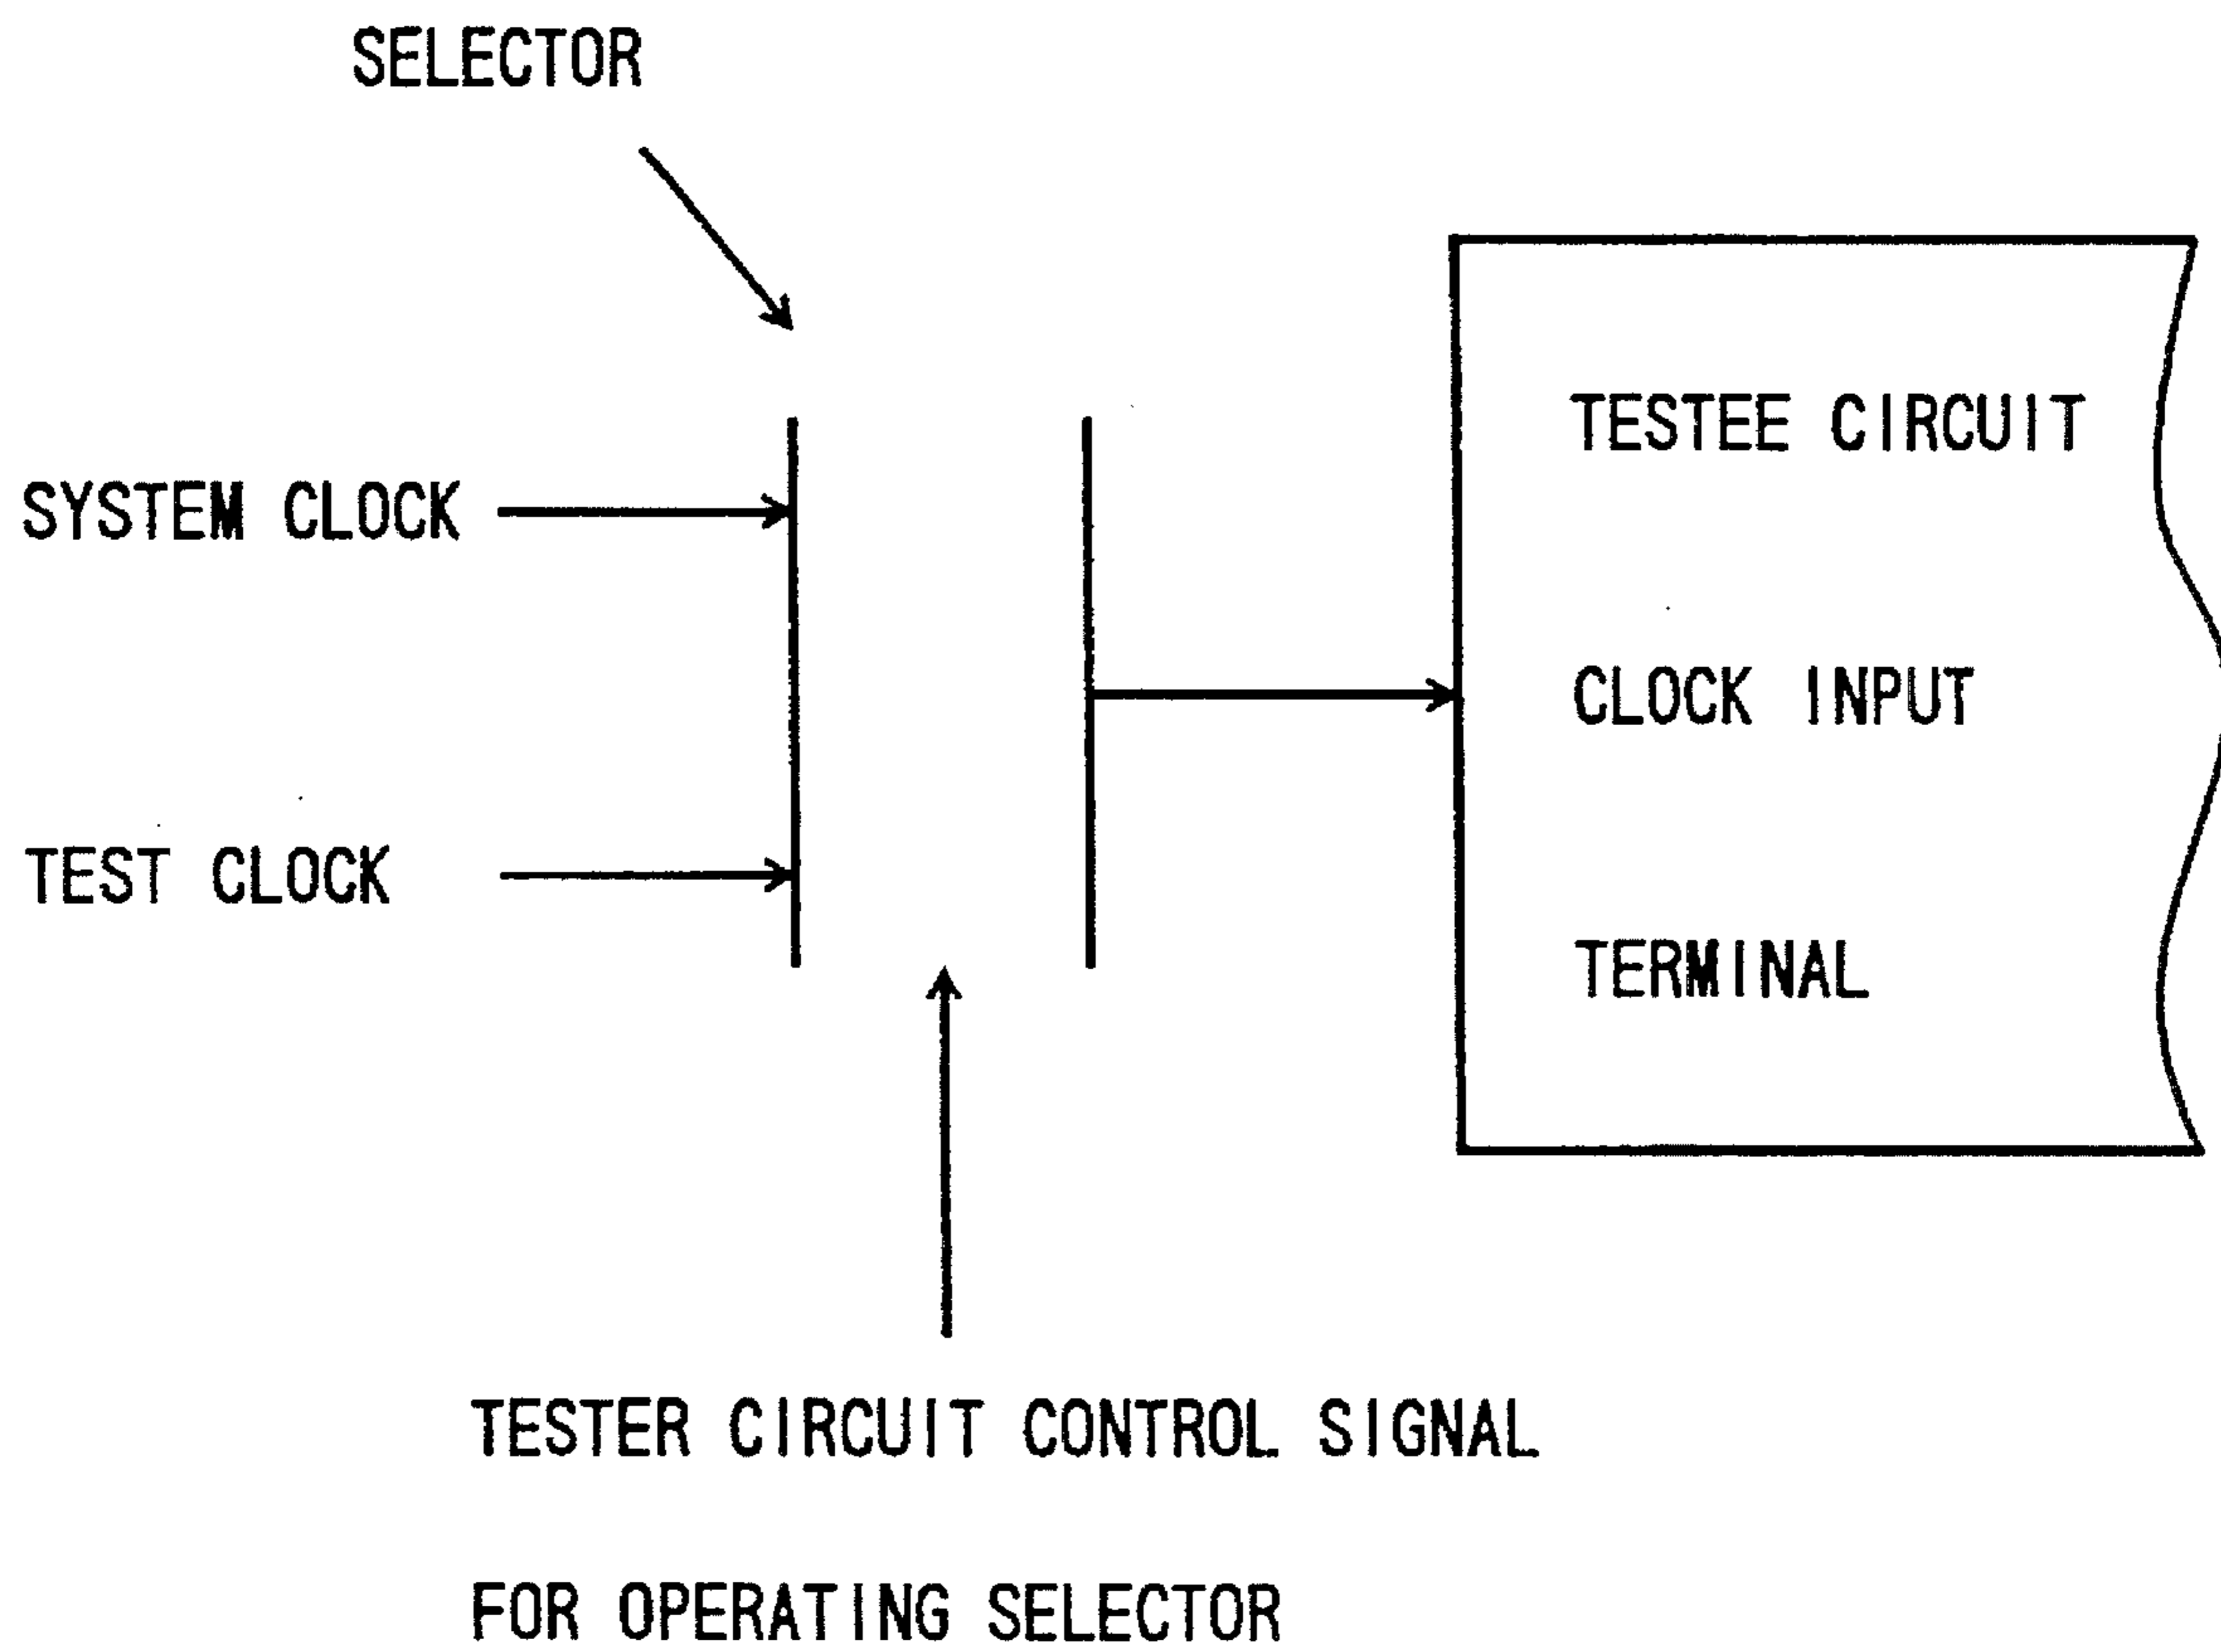 SELECTOR
SYSTEM CLOCK
TEST CLOCK
TESTEE CIRCUIT
CLOCK INPUT
TERMINAL
TESTER CIRCUIT CONTROL SIGNAL
FOR OPERATING SELECTOR